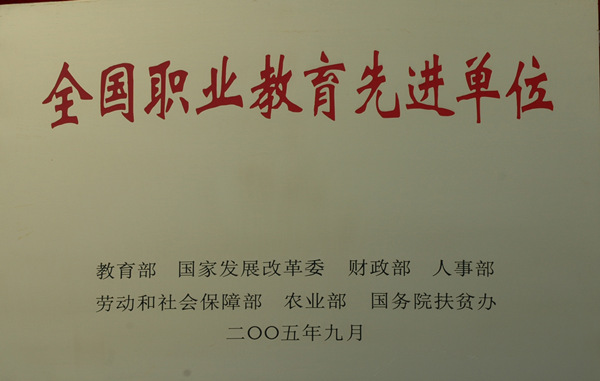 全国职业教育先进单位
教育部 国家发展改革委 财政部 人事部
劳动和社会保障部 农业部 国务院扶贫办
二〇〇五年九月